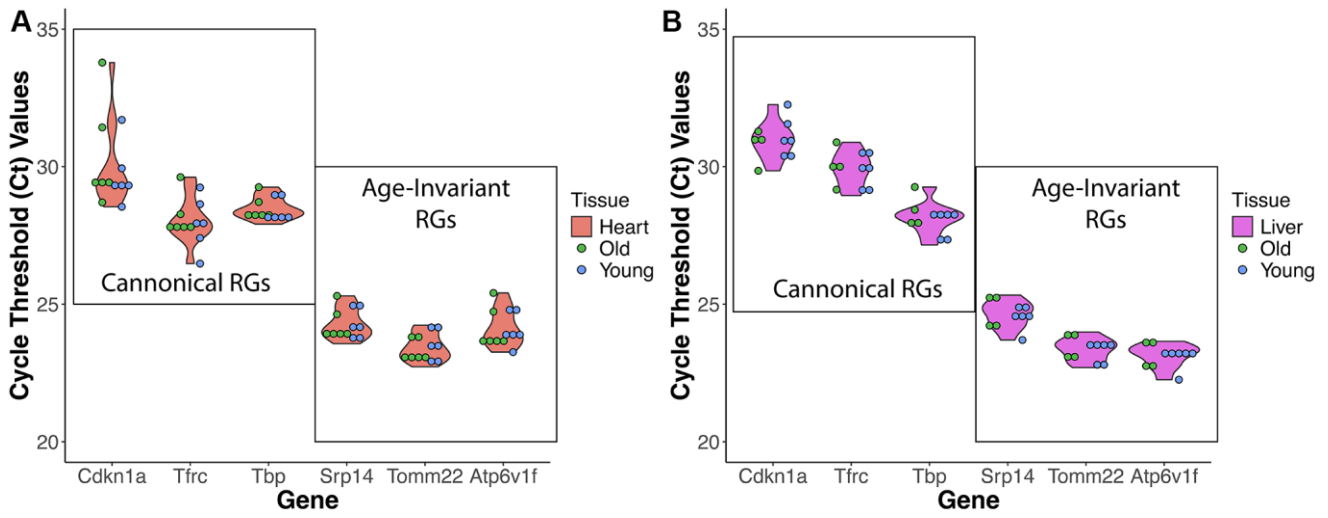 A
Cycle Threshold (Ct) Values
35
30
25
20
Cannonical RGs
Age-Invariant
RGs
Cdkn1a Tfrc Tbp Srp14 Tomm22 Atp6v1f
Gene
Tissue
Heart
Old
Young
B
Cycle Threshold (Ct) Values
35
30
25
20
Cannonical RGs
Age-Invariant
RGs
Cdkn1a Tfrc Tbp Srp14 Tomm22 Atp6v1f
Gene
Tissue
Liver
Old
Young